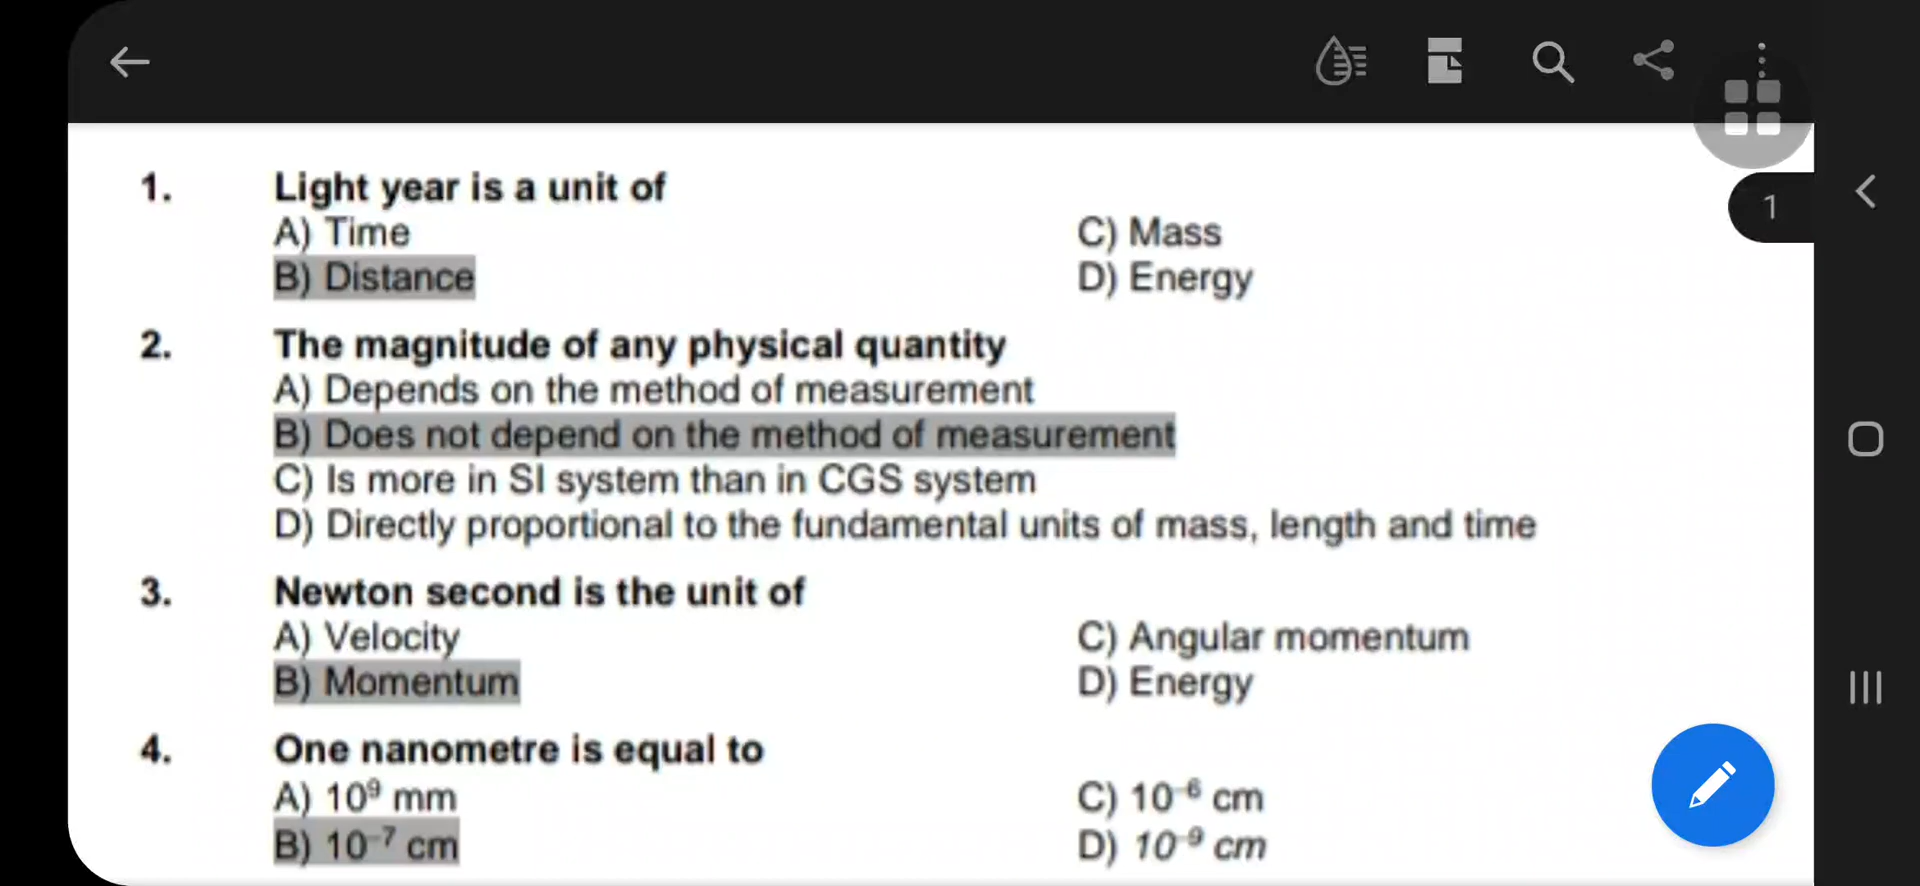 1
1. Light year is a unit of
A) Time C) Mass
B) Distance D) Energy
2. The magnitude of any physical quantity
A) Depends on the method of measurement
B) Does not depend on the method of measurement
C) Is more in SI system than in CGS system
D) Directly proportional to the fundamental units of mass, length and time
3. Newton second is the unit of
A) Velocity C) Angular momentum
B) Momentum D) Energy
4. One nanometre is equal to
A) 10⁹ mm C) 10⁻⁶ cm
B) 10⁻⁷ cm D) 10⁻⁹ cm